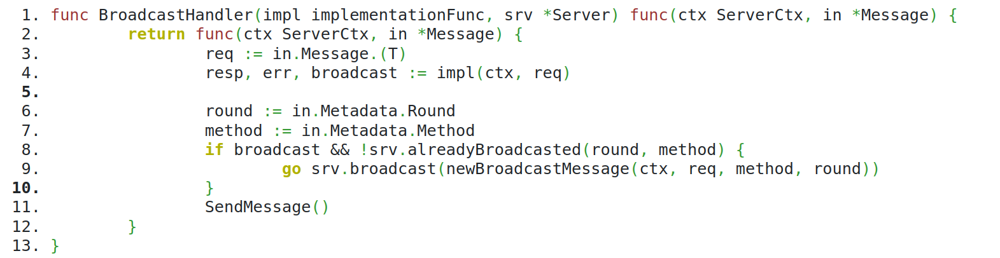 1. func BroadcastHandler(impl implementationFunc, srv *Server) func(ctx ServerCtx, in *Message) {
2. return func(ctx ServerCtx, in *Message) {
3. req := in.Message.(T)
4. resp, err, broadcast := impl(ctx, req)
5.
6. round := in.Metadata.Round
7. method := in.Metadata.Method
8. if broadcast && !srv.alreadyBroadcasted(round, method) {
9. go srv.broadcast(newBroadcastMessage(ctx, req, method, round))
10. }
11. SendMessage()
12. }
13. }